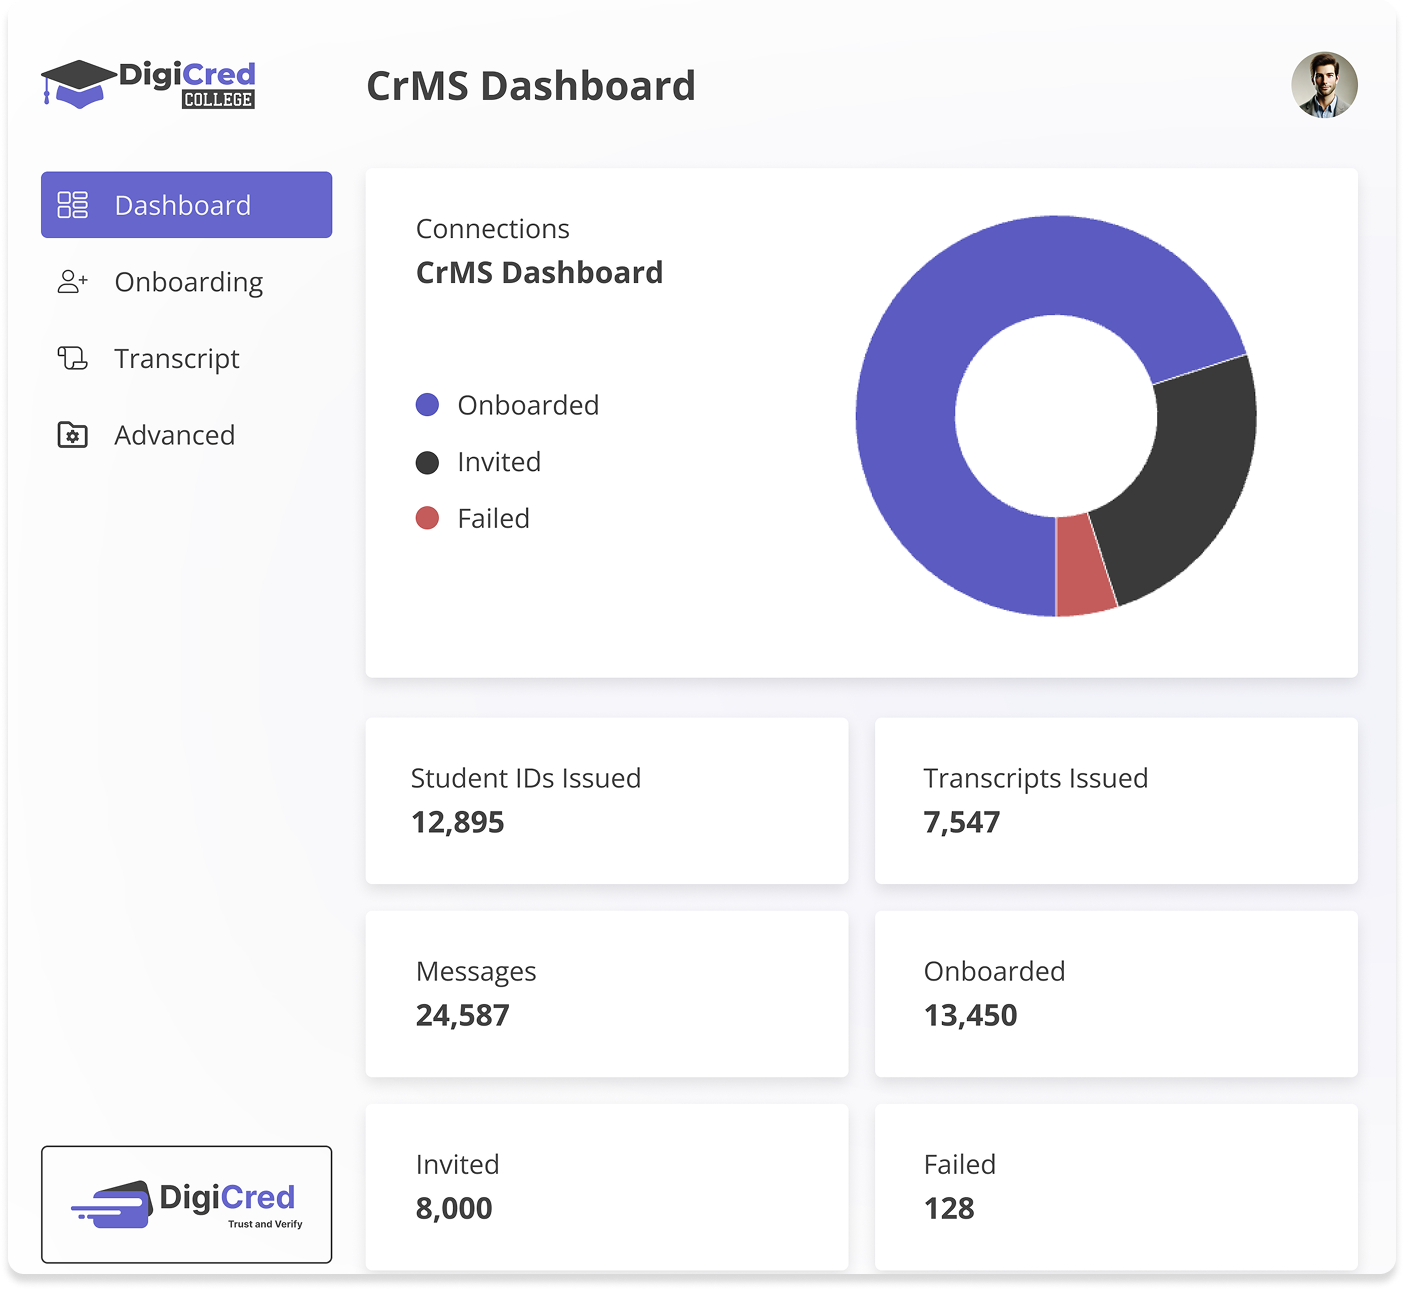 DigiCred
COLLEGE
CrMS Dashboard
Dashboard
Onboarding
Transcript
Advanced
Connections
CrMS Dashboard
Onboarded
Invited
Failed
Student IDs Issued
12,895
Transcripts Issued
7,547
Messages
24,587
Onboarded
13,450
Invited
8,000
Failed
128
DigiCred
Trust and Verify